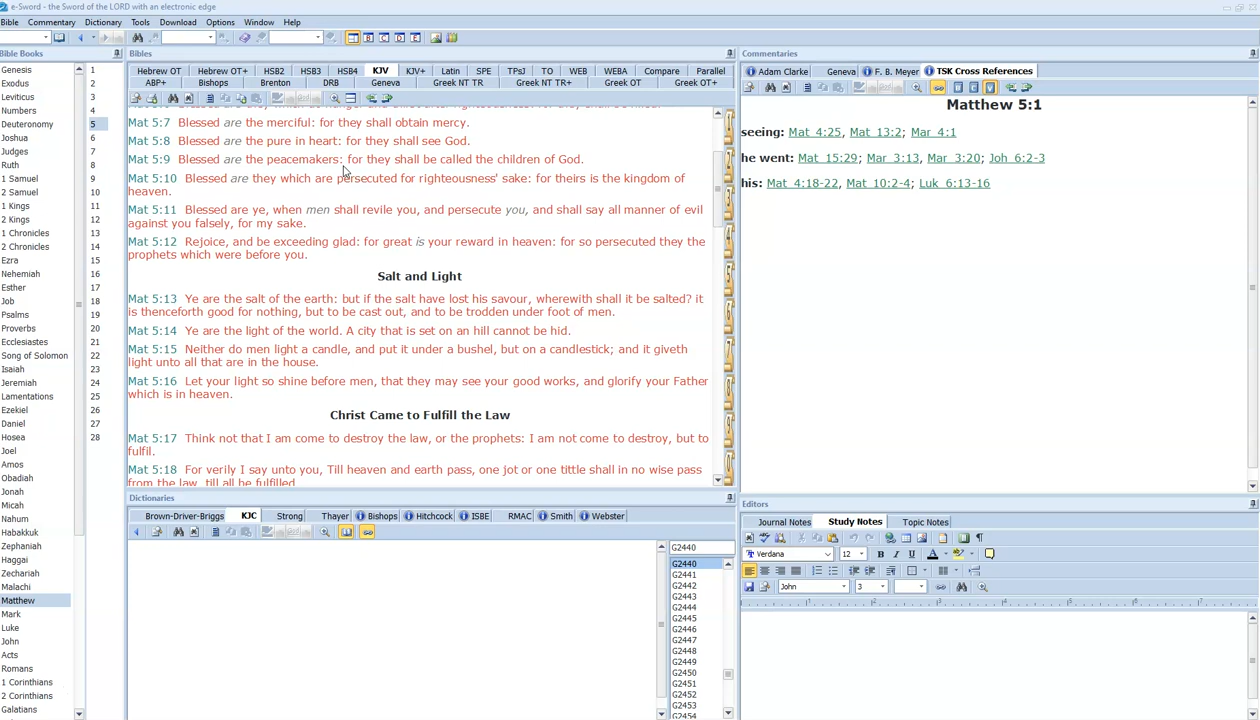 e-Sword - the Sword of the LORD with an electronic edge
Bible Commentary Dictionary Tools Download Options Window Help
B C D E
Bible Books
Genesis
Exodus
Leviticus
Numbers
Deuteronomy
Joshua
Judges
Ruth
1 Samuel
2 Samuel
1 Kings
2 Kings
1 Chronicles
2 Chronicles
Ezra
Nehemiah
Esther
Job
Psalms
Proverbs
Ecclesiastes
Song of Solomon
Isaiah
Jeremiah
Lamentations
Ezekiel
Daniel
Hosea
Joel
Amos
Obadiah
Jonah
Micah
Nahum
Habakkuk
Zephaniah
Haggai
Zechariah
Malachi
Matthew
Mark
Luke
John
Acts
Romans
1 Corinthians
2 Corinthians
Galatians
1
2
3
4
5
6
7
8
9
10
11
12
13
14
15
16
17
18
19
20
21
22
23
24
25
26
27
28
Bibles
Hebrew OT Hebrew OT+ HSB2 HSB3 HSB4 KJV KJV+ Latin SPE TPsJ TO WEB WEBA Compare Parallel
ABP+ Bishops Brenton DRB Geneva Greek NT TR Greek NT TR+ Greek OT Greek OT+
Mat 5:7 Blessed are the merciful: for they shall obtain mercy.
Mat 5:8 Blessed are the pure in heart: for they shall see God.
Mat 5:9 Blessed are the peacemakers: for they shall be called the children of God.
Mat 5:10 Blessed are they which are persecuted for righteousness' sake: for theirs is the kingdom of
heaven.
Mat 5:11 Blessed are ye, when men shall revile you, and persecute you, and shall say all manner of evil
against you falsely, for my sake.
Mat 5:12 Rejoice, and be exceeding glad: for great is your reward in heaven: for so persecuted they the
prophets which were before you.
Salt and Light
Mat 5:13 Ye are the salt of the earth: but if the salt have lost his savour, wherewith shall it be salted? it
is thenceforth good for nothing, but to be cast out, and to be trodden under foot of men.
Mat 5:14 Ye are the light of the world. A city that is set on an hill cannot be hid.
Mat 5:15 Neither do men light a candle, and put it under a bushel, but on a candlestick; and it giveth
light unto all that are in the house.
Mat 5:16 Let your light so shine before men, that they may see your good works, and glorify your Father
which is in heaven.
Christ Came to Fulfill the Law
Mat 5:17 Think not that I am come to destroy the law, or the prophets: I am not come to destroy, but to
fulfil.
Mat 5:18 For verily I say unto you, Till heaven and earth pass, one jot or one tittle shall in no wise pass
from the law, till all be fulfilled
Dictionaries
Brown-Driver-Briggs KJC Strong Thayer Bishops Hitchcock ISBE RMAC Smith Webster
G2440
G2440
G2441
G2442
G2443
G2444
G2445
G2446
G2447
G2448
G2449
G2450
G2451
G2452
G2453
G2454
Commentaries
Adam Clarke Geneva F. B. Meyer TSK Cross References
Matthew 5:1
seeing: Mat 4:25, Mat 13:2; Mar 4:1
he went: Mat 15:29; Mar 3:13, Mar 3:20; Joh 6:2-3
his: Mat 4:18-22, Mat 10:2-4; Luk 6:13-16
Editors
Journal Notes Study Notes Topic Notes
Verdana 12 B I U A
John 3
1 2 3 4 5 6 7